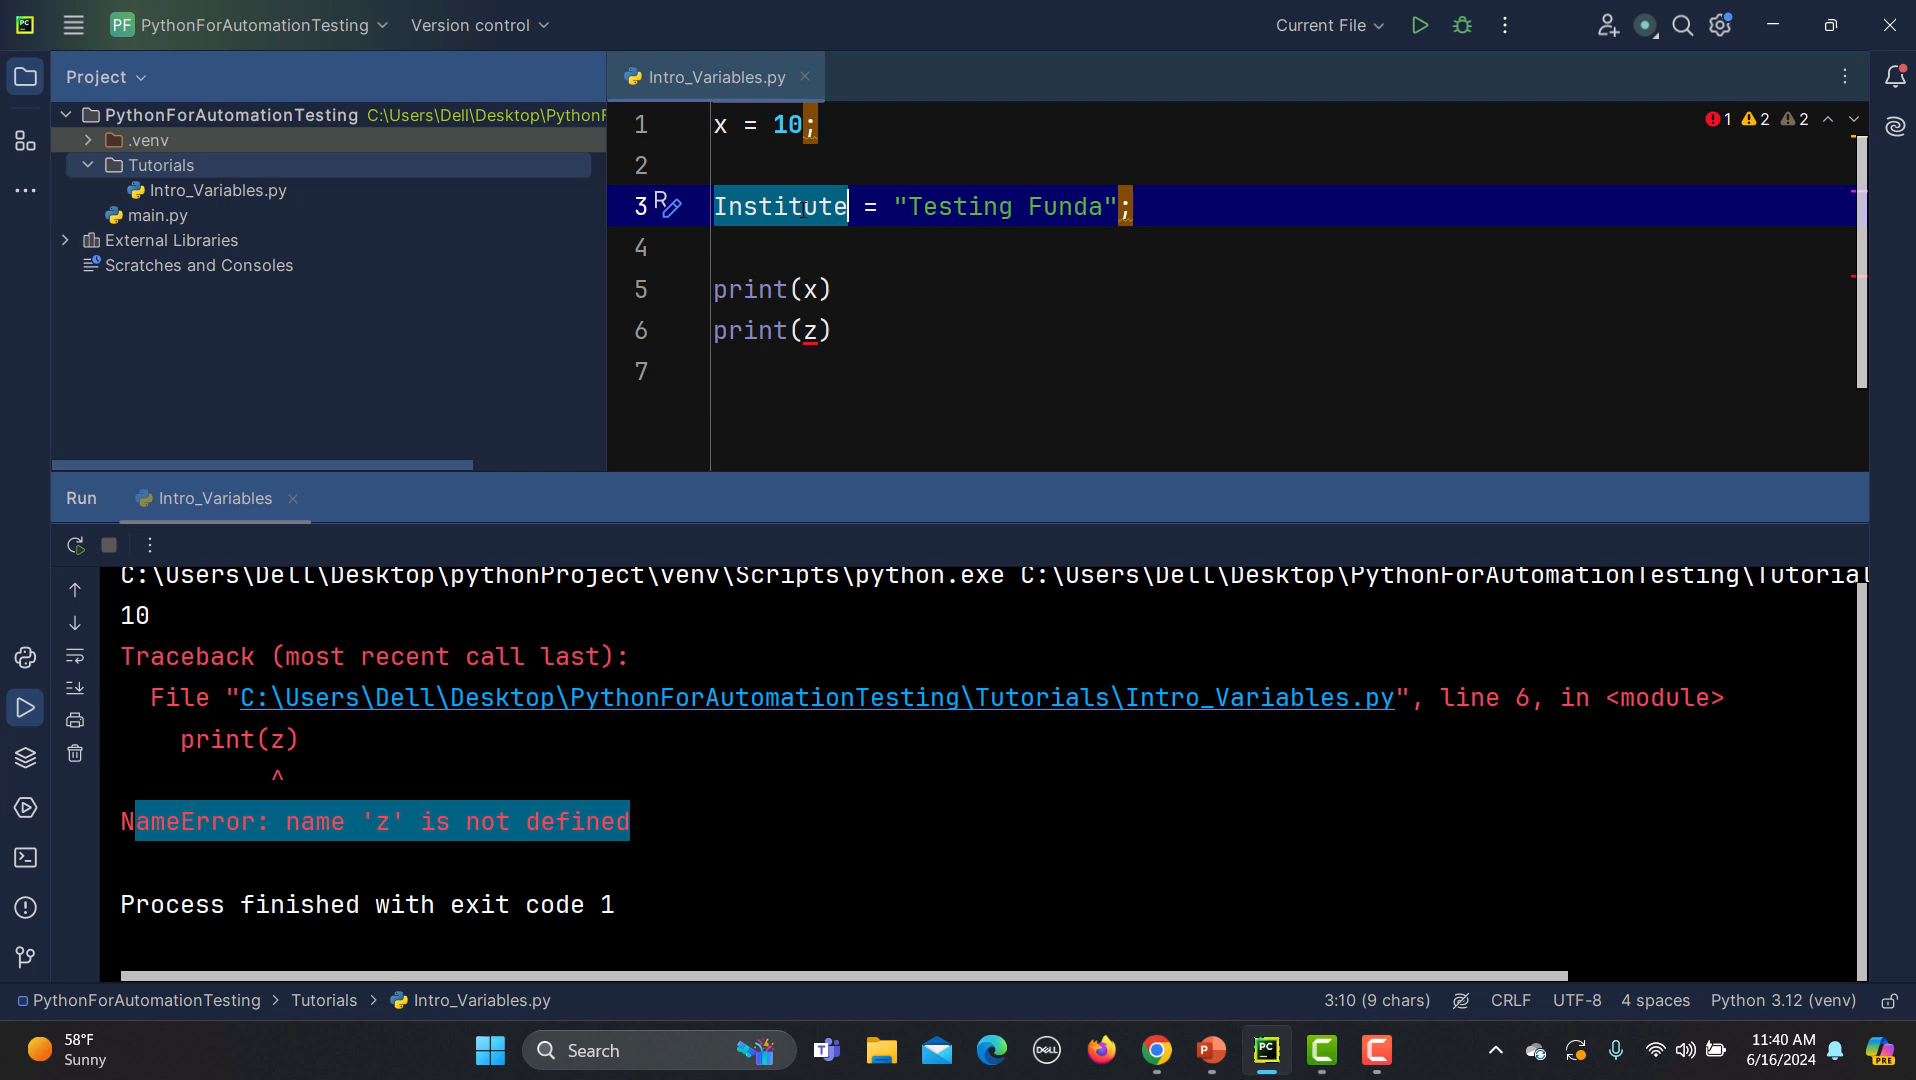 PF PythonForAutomationTesting Version control Current File
Project
Intro_Variables.py
PythonForAutomationTesting C:\Users\Dell\Desktop\PythonF
.venv
Tutorials
Intro_Variables.py
main.py
External Libraries
Scratches and Consoles
1 x = 10;
2
3 Institute = "Testing Funda";
4
5 print(x)
6 print(z)
7
1 2 2
Run Intro_Variables
C:\Users\Dell\Desktop\pythonProject\venv\Scripts\python.exe C:\Users\Dell\Desktop\PythonForAutomationTesting\Tutorial
10
Traceback (most recent call last):
File "C:\Users\Dell\Desktop\PythonForAutomationTesting\Tutorials\Intro_Variables.py", line 6, in <module>
print(z)
^
NameError: name 'z' is not defined
Process finished with exit code 1
PythonForAutomationTesting > Tutorials > Intro_Variables.py 3:10 (9 chars) CRLF UTF-8 4 spaces Python 3.12 (venv)
58°F
Sunny
Search
11:40 AM
6/16/2024